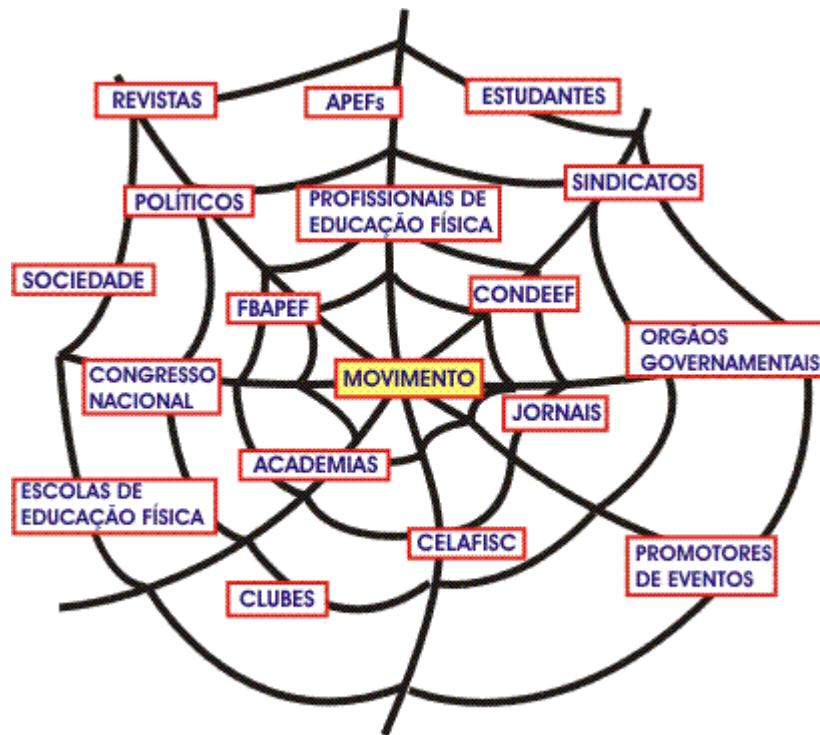 REVISTAS
APEFs
ESTUDANTES
POLÍTICOS
PROFISSIONAIS DE
EDUCAÇÃO FÍSICA
SINDICATOS
SOCIEDADE
FBAPEF
CONDEEF
CONGRESSO
NACIONAL
MOVIMENTO
ORGÃOS
GOVERNAMENTAIS
JORNAIS
ACADEMIAS
ESCOLAS DE
EDUCAÇÃO FÍSICA
CELAFISC
PROMOTORES
DE EVENTOS
CLUBES